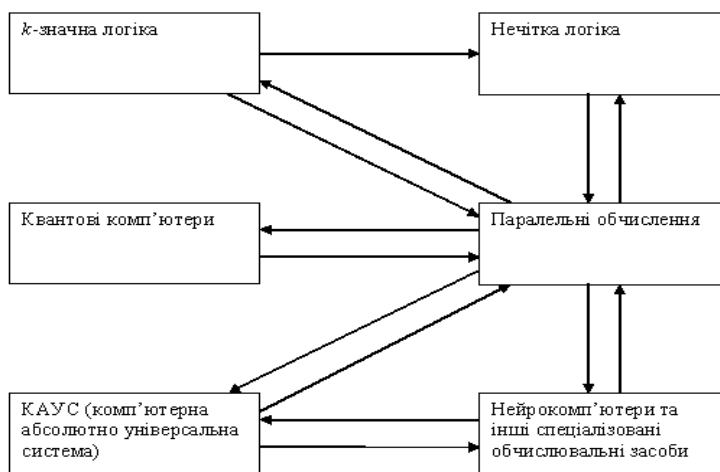 k-значна логіка
Нечітка логіка
Квантові комп’ютери
Паралельні обчислення
КАУС (комп’ютерна
абсолютно універсальна
система)
Нейрокомп’ютери та
інші спеціалізовані
обчислювальні засоби